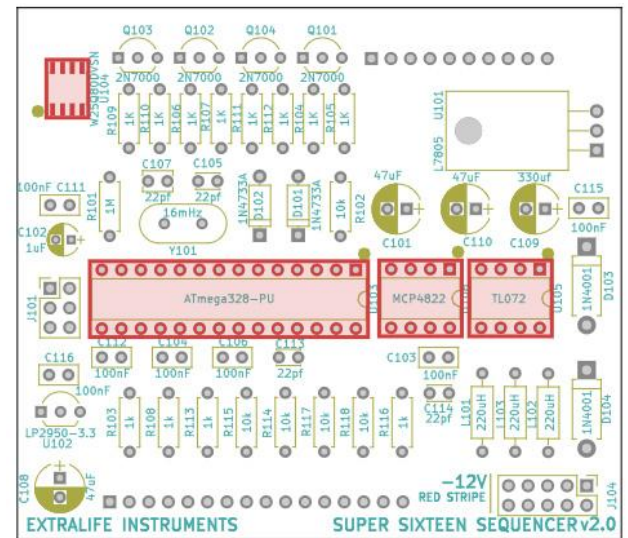 Q103 Q102 Q104 Q101
2N7000 2N7000 2N7000 2N7000
W25Q80DVSN
U104
R109 1K R110 1K R106 1K R107 1K R111 1K R112 1K R104 1K R105 1K
U101
L7805
C107 C105
22pf 22pf
100nF C111
R101 1M
16mHz
Y101
D102 1N4733A
D101 1N4733A
10k R102
47uF 47uF 330uf
C101 C110 C109
C115
100nF
C102
1uF
J101
ATmega328-PU
U103
MCP4822
TL072
U105
1N4001 D103
C112 C104 C106 C113
100nF 100nF 100nF 22pf
C103
100nF
C116
100nF
C114
22pf
LP2950-3.3
U102
R103 1k R108 1k R113 1k R115 10k R114 10k R117 10k R118 10k R116 1k
L101 220uH L103 220uH L102 220uH
1N4001 D104
C108 47uF
-12V
RED STRIPE
J104
EXTRALIFE INSTRUMENTS SUPER SIXTEEN SEQUENCER v2.0